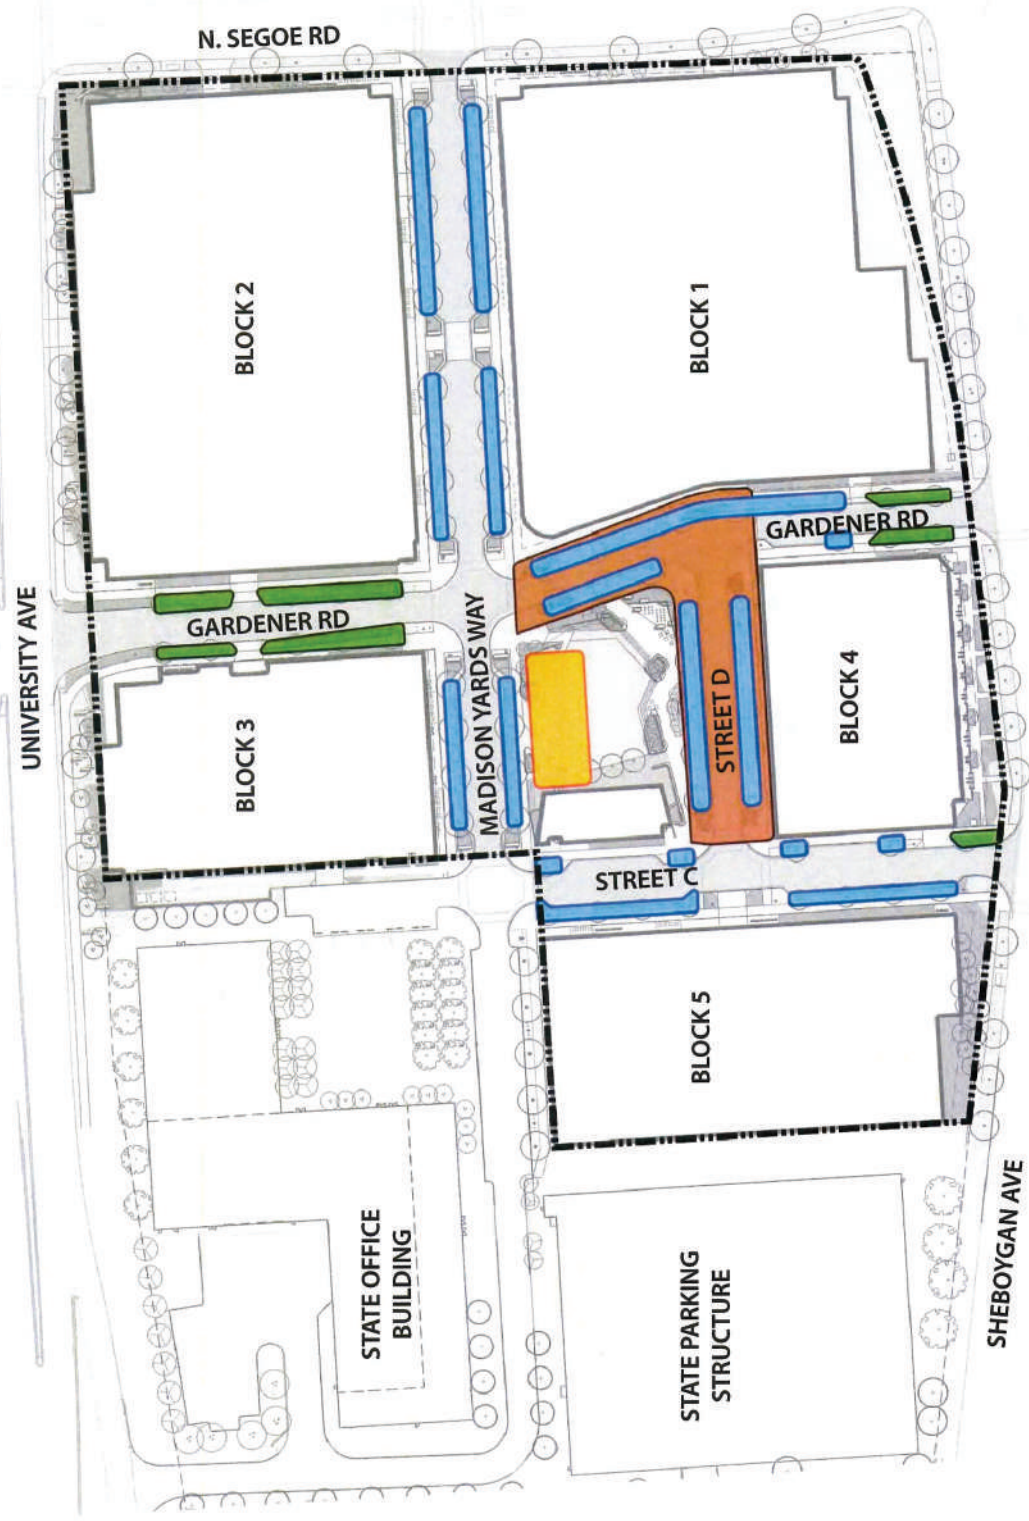 N. SEGOE RD
BLOCK 2
BLOCK 1
GARDENER RD
GARDENER RD
UNIVERSITY AVE
MADISON YARDS WAY
BLOCK 3
STREET D
BLOCK 4
STREET C
BLOCK 5
STATE OFFICE
BUILDING
STATE PARKING
STRUCTURE
SHEBOYGAN AVE